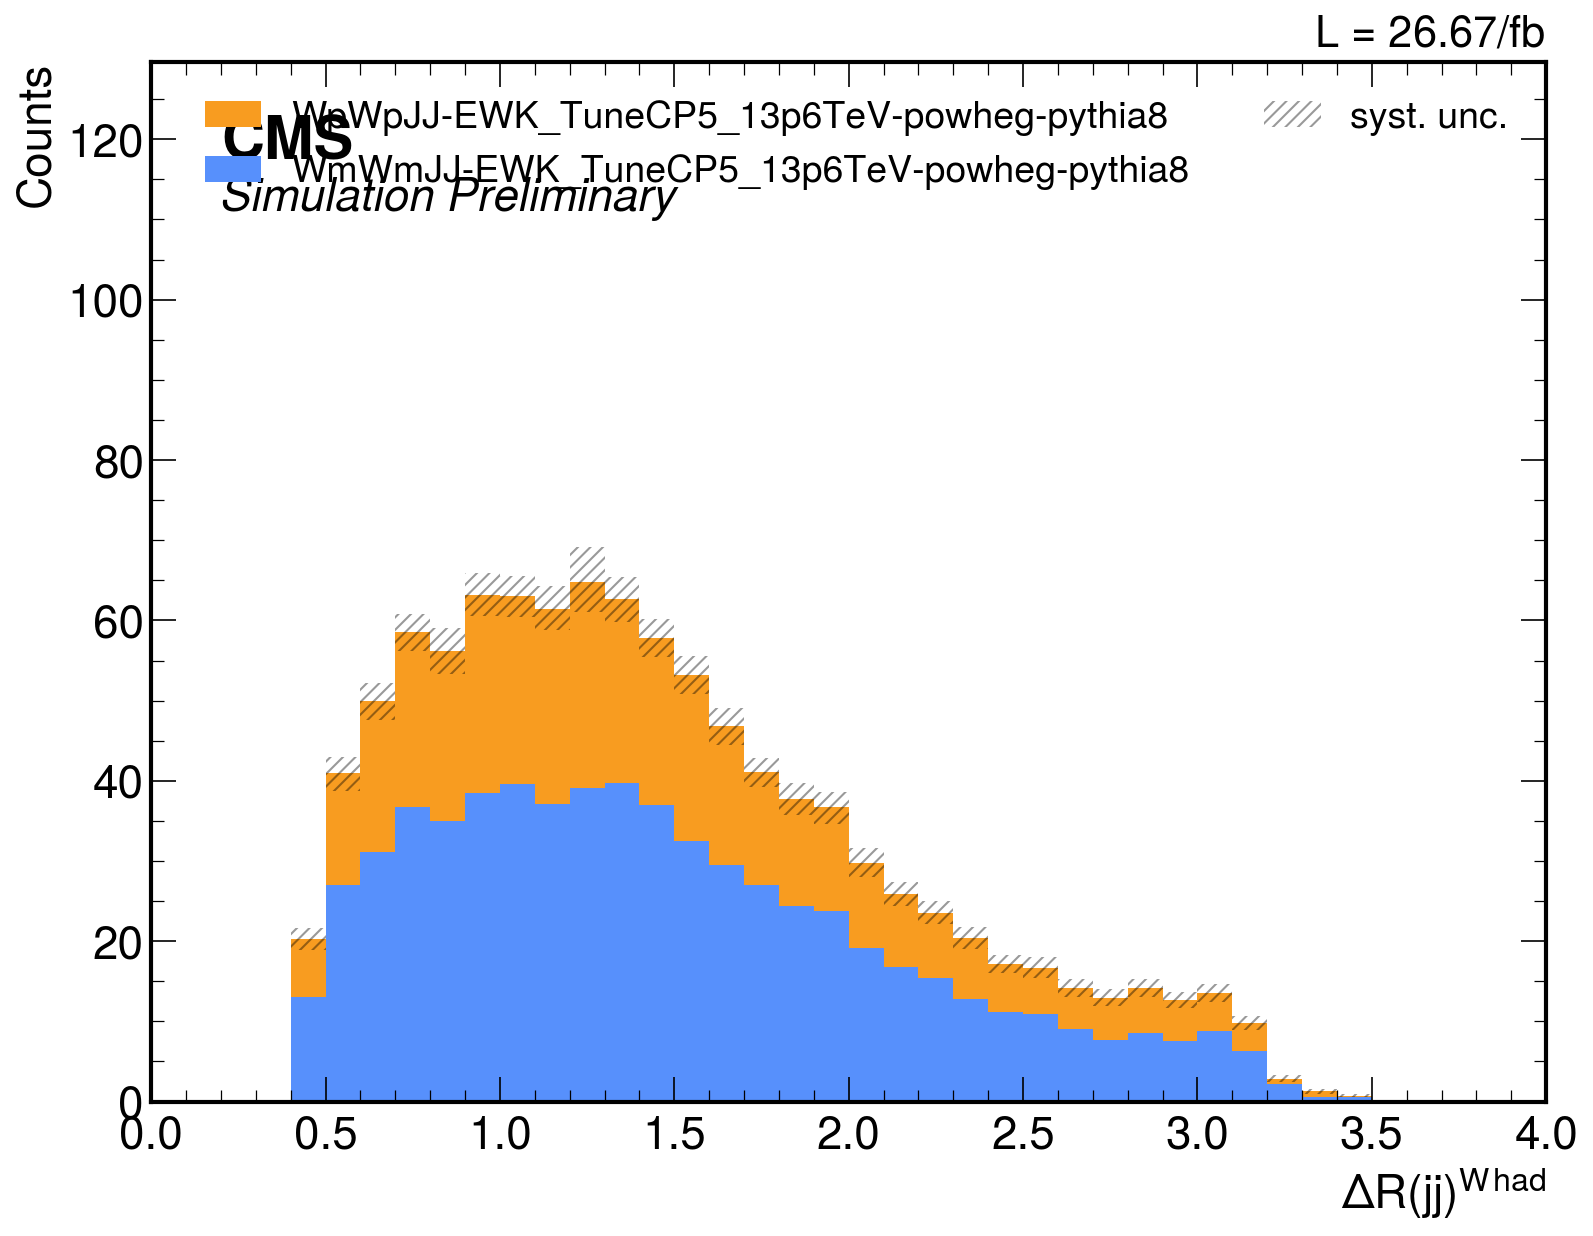 L = 26.67/fb
Counts
WpWpJJ-EWK_TuneCP5_13p6TeV-powheg-pythia8
syst. unc.
CMS
WmWmJJ-EWK_TuneCP5_13p6TeV-powheg-pythia8
Simulation Preliminary
120
100
80
60
40
20
0
0.0 0.5 1.0 1.5 2.0 2.5 3.0 3.5 4.0
ΔR(jj)^Whad